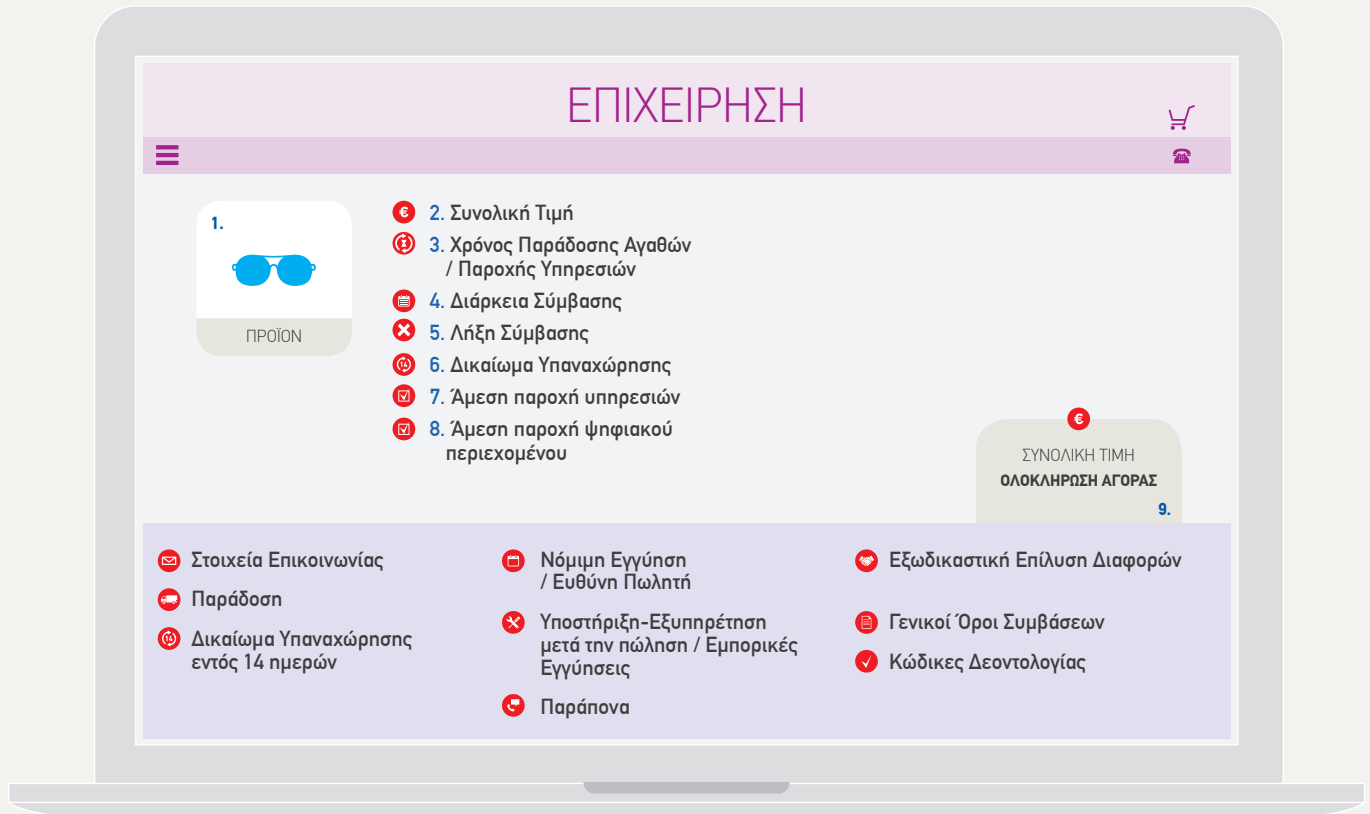 ΕΠΙΧΕΙΡΗΣΗ
1.
ΠΡΟΪΟΝ
2. Συνολική Τιμή
3. Χρόνος Παράδοσης Αγαθών
/ Παροχής Υπηρεσιών
4. Διάρκεια Σύμβασης
5. Λήξη Σύμβασης
6. Δικαίωμα Υπαναχώρησης
7. Άμεση παροχή υπηρεσιών
8. Άμεση παροχή ψηφιακού
περιεχομένου
ΣΥΝΟΛΙΚΗ ΤΙΜΗ
ΟΛΟΚΛΗΡΩΣΗ ΑΓΟΡΑΣ
9.
Στοιχεία Επικοινωνίας
Παράδοση
Δικαίωμα Υπαναχώρησης
εντός 14 ημερών
Νόμιμη Εγγύηση
/ Ευθύνη Πωλητή
Υποστήριξη-Εξυπηρέτηση
μετά την πώληση / Εμπορικές
Εγγυήσεις
Παράπονα
Εξωδικαστική Επίλυση Διαφορών
Γενικοί Όροι Συμβάσεων
Κώδικες Δεοντολογίας